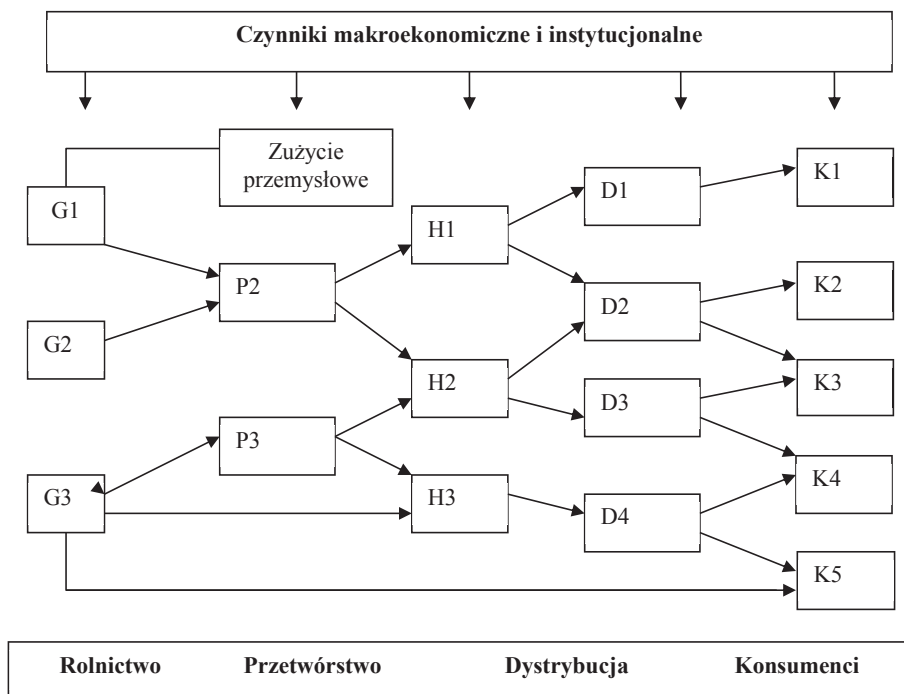 Czynniki makroekonomiczne i instytucjonalne
Zużycie
przemysłowe
K1
D1
G1
H1
P2
K2
D2
G2
H2
K3
D3
P3
K4
G3
H3
D4
K5
Rolnictwo Przetwórstwo Dystrybucja Konsumenci